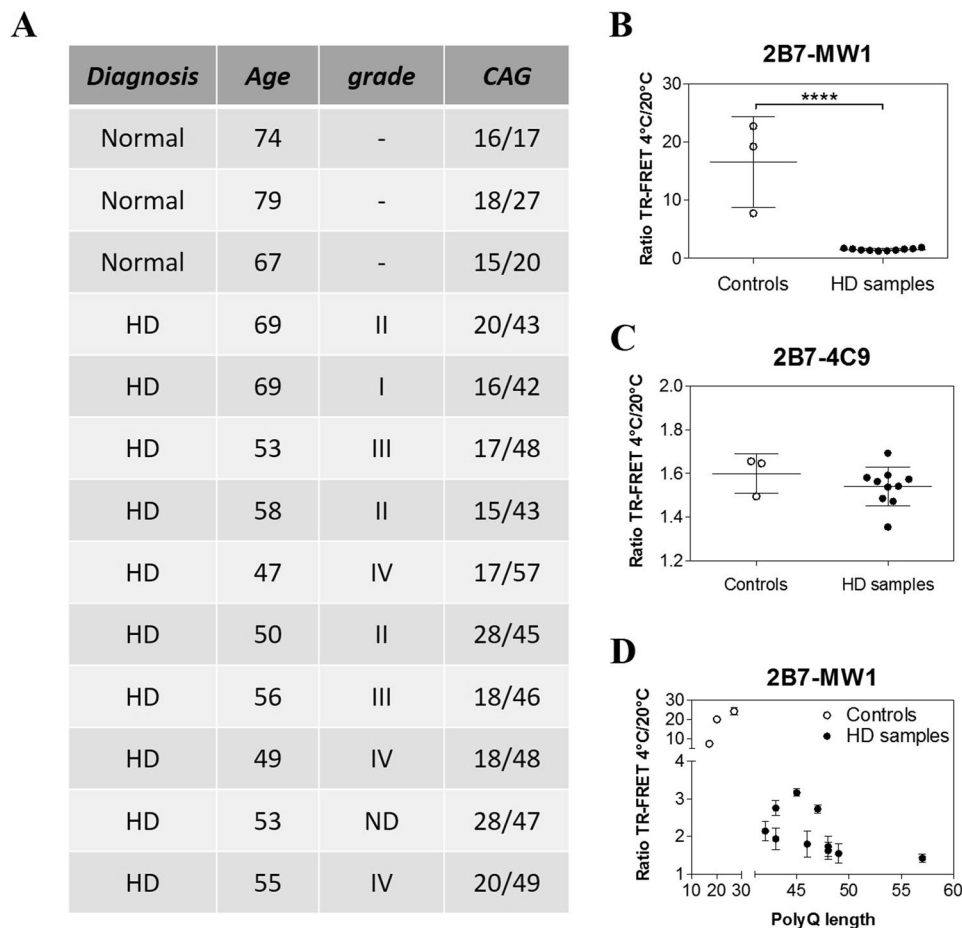 A
Diagnosis Age grade CAG
Normal 74 - 16/17
Normal 79 - 18/27
Normal 67 - 15/20
HD 69 II 20/43
HD 69 I 16/42
HD 53 III 17/48
HD 58 II 15/43
HD 47 IV 17/57
HD 50 II 28/45
HD 56 III 18/46
HD 49 IV 18/48
HD 53 ND 28/47
HD 55 IV 20/49
B
2B7-MW1
Ratio TR-FRET 4°C/20°C
30
20
10
0
****
Controls HD samples
C
2B7-4C9
Ratio TR-FRET 4°C/20°C
2.0
1.8
1.6
1.4
1.2
Controls HD samples
D
2B7-MW1
Ratio TR-FRET 4°C/20°C
30
20
10
4
3
2
1
Controls
HD samples
10 20 30 45 50 55 60
PolyQ length